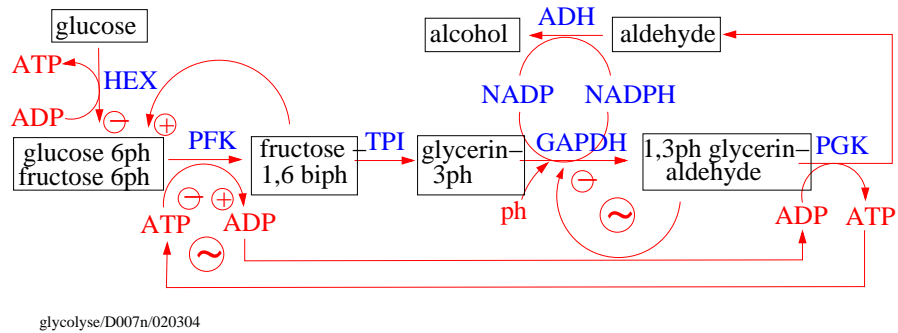 glucose
ATP
HEX
ADP
glucose 6ph
fructose 6ph
PFK
ATP
ADP
fructose
1,6 biph
TPI
glycerin–
3ph
alcohol
ADH
aldehyde
NADP
NADPH
GAPDH
ph
1,3ph glycerin–
aldehyde
PGK
ADP
ATP
glycolyse/D007n/020304